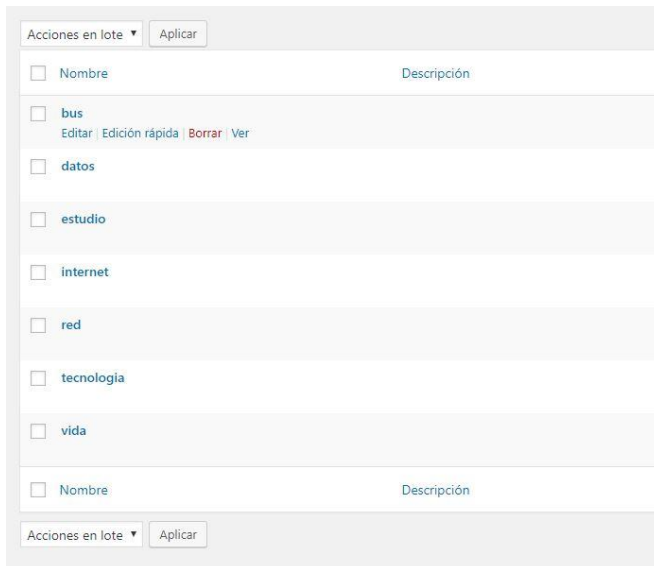 Acciones en lote Aplicar
Nombre Descripción
bus
Editar | Edición rápida | Borrar | Ver
datos
estudio
internet
red
tecnologia
vida
Nombre Descripción
Acciones en lote Aplicar